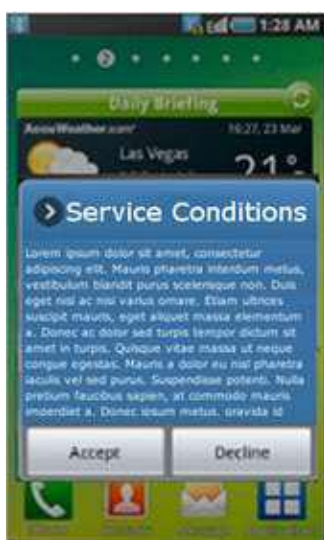 1:28 AM
Daily Briefing
AccuWeather.com
16:27, 23 Mar
Las Vegas
21°
Service Conditions
Lorem ipsum dolor sit amet, consectetur
adipiscing elit. Mauris pharetra interdum metus,
vestibulum blandit purus scelerisque non. Duis
eget nisi ac nisi varius ornare. Etiam ultrices
suscipit mauris, eget aliquet massa elementum
a. Donec ac dolor sed turpis tempor dictum sit
amet in turpis. Quisque vitae massa ut neque
congue egestas. Mauris a dolor eu nisl pharetra
iaculis vel sed purus. Suspendisse potenti. Nulla
pretium faucibus sapien, at commodo mauris
imperdiet a. Donec ipsum metus, gravida id
Accept
Decline